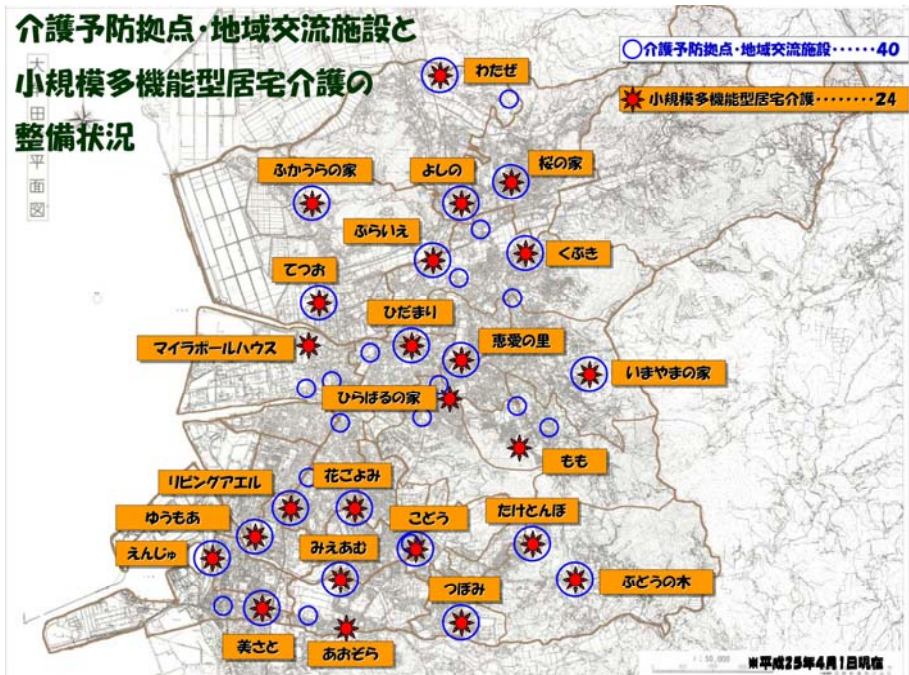 介護予防拠点・地域交流施設と
小規模多機能型居宅介護の
整備状況
介護予防拠点・地域交流施設・・・・・・40
小規模多機能型居宅介護・・・・・・・・24
わたぜ
桜の家
よしの
ふかうらの家
ぷらいえ
くぶき
てつお
ひだまり
マイラボールハウス
恵愛の里
いまやまの家
ひらばるの家
もも
リビングアエル
花ごよみ
ゆうもあ
こどう
たけとんぼ
えんじゅ
みえあむ
ぶどうの木
つぼみ
美さと
あおぞら
※平成25年4月1日現在